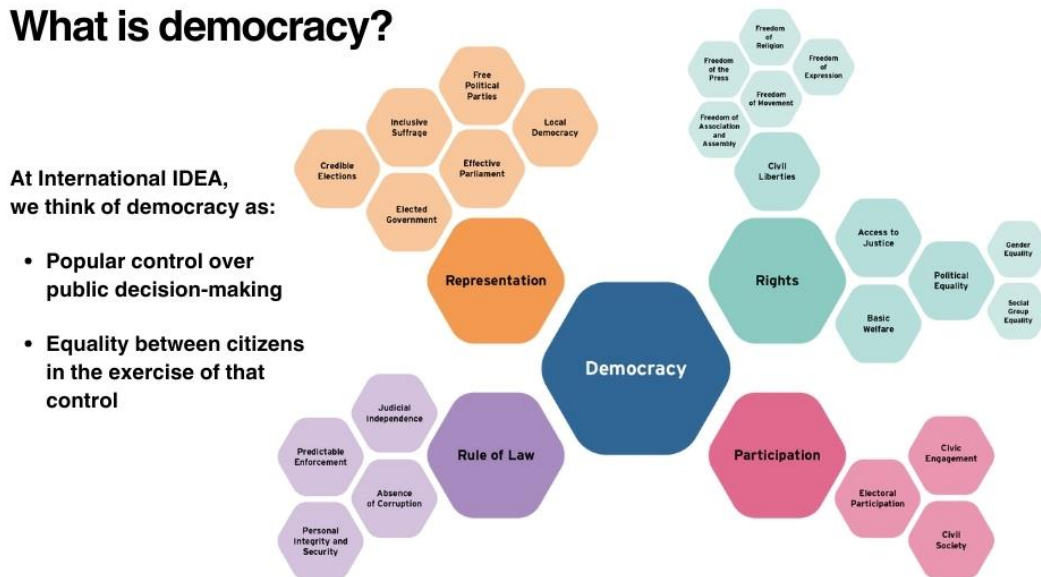 What is democracy?
At International IDEA,
we think of democracy as:
• Popular control over
public decision-making
• Equality between citizens
in the exercise of that
control
Free
Political
Parties
Inclusive
Suffrage
Local
Democracy
Credible
Elections
Effective
Parliament
Elected
Government
Representation
Freedom
of
Religion
Freedom
of the
Press
Freedom
of
Expression
Freedom
of Movement
Freedom of
Association
and
Assembly
Civil
Liberties
Access to
Justice
Gender
Equality
Political
Equality
Social
Group
Equality
Basic
Welfare
Rights
Democracy
Judicial
Independence
Predictable
Enforcement
Absence
of Corruption
Personal
Integrity and
Security
Rule of Law
Participation
Civic
Engagement
Electoral
Participation
Civil
Society